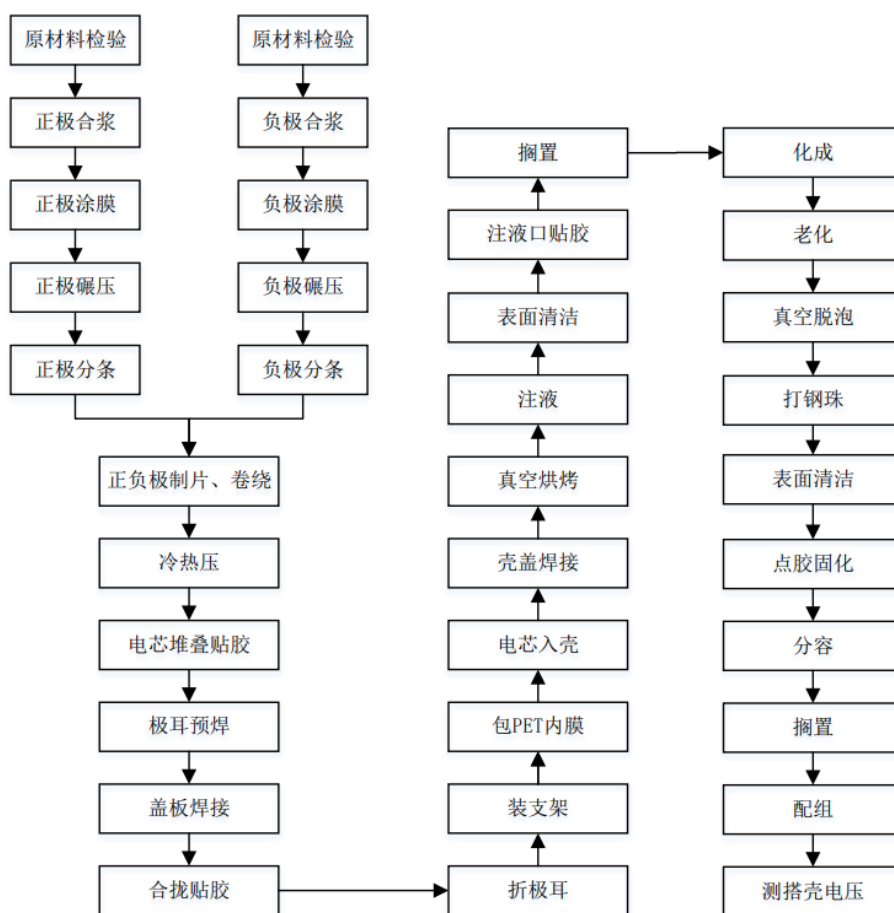 原材料检验
原材料检验
正极合浆
负极合浆
正极涂膜
负极涂膜
正极碾压
负极碾压
正极分条
负极分条
正负极制片、卷绕
冷热压
电芯堆叠贴胶
极耳预焊
盖板焊接
合拢贴胶
折极耳
装支架
包PET内膜
电芯入壳
壳盖焊接
真空烘烤
注液
表面清洁
注液口贴胶
搁置
化成
老化
真空脱泡
打钢珠
表面清洁
点胶固化
分容
搁置
配组
测搭壳电压